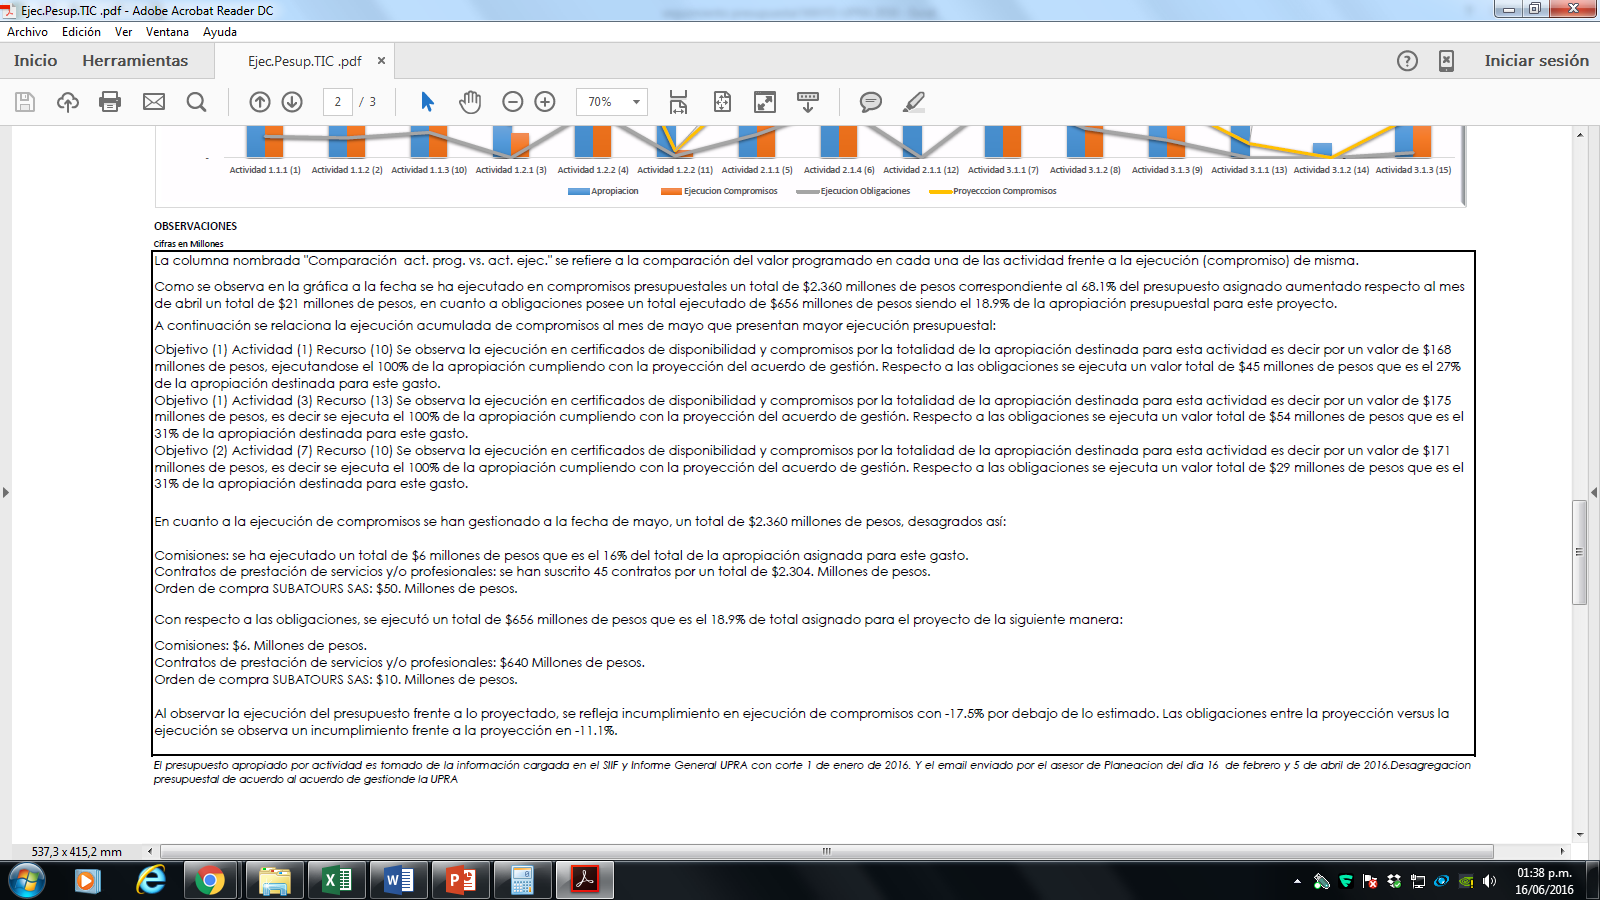 Ejec.Pesup.TIC .pdf - Adobe Acrobat Reader DC
Archivo Edición Ver Ventana Ayuda
Inicio Herramientas Ejec.Pesup.TIC .pdf × Iniciar sesión
2 / 3 70%
-
Actividad 1.1.1 (1) Actividad 1.1.2 (2) Actividad 1.1.3 (10) Actividad 1.2.1 (3) Actividad 1.2.2 (4) Actividad 1.2.2 (11) Actividad 2.1.1 (5) Actividad 2.1.4 (6) Actividad 2.1.1 (12) Actividad 3.1.1 (7) Actividad 3.1.2 (8) Actividad 3.1.3 (9) Actividad 3.1.1 (13) Actividad 3.1.2 (14) Actividad 3.1.3 (15)
Apropiacion Ejecucion Compromisos Ejecucion Obligaciones Proyecccion Compromisos
OBSERVACIONES
Cifras en Millones
La columna nombrada "Comparación act. prog. vs. act. ejec." se refiere a la comparación del valor programado en cada una de las actividad frente a la ejecución (compromiso) de misma.
Como se observa en la gráfica a la fecha se ha ejecutado en compromisos presupuestales un total de $2.360 millones de pesos correspondiente al 68.1% del presupuesto asignado aumentado respecto al mes
de abril un total de $21 millones de pesos, en cuanto a obligaciones posee un total ejecutado de $656 millones de pesos siendo el 18.9% de la apropiación presupuestal para este proyecto.
A continuación se relaciona la ejecución acumulada de compromisos al mes de mayo que presentan mayor ejecución presupuestal:
Objetivo (1) Actividad (1) Recurso (10) Se observa la ejecución en certificados de disponibilidad y compromisos por la totalidad de la apropiación destinada para esta actividad es decir por un valor de $168
millones de pesos, ejecutandose el 100% de la apropiación cumpliendo con la proyección del acuerdo de gestión. Respecto a las obligaciones se ejecuta un valor total de $45 millones de pesos que es el 27%
de la apropiación destinada para este gasto.
Objetivo (1) Actividad (3) Recurso (13) Se observa la ejecución en certificados de disponibilidad y compromisos por la totalidad de la apropiación destinada para esta actividad es decir por un valor de $175
millones de pesos, es decir se ejecuta el 100% de la apropiación cumpliendo con la proyección del acuerdo de gestión. Respecto a las obligaciones se ejecuta un valor total de $54 millones de pesos que es el
31% de la apropiación destinada para este gasto.
Objetivo (2) Actividad (7) Recurso (10) Se observa la ejecución en certificados de disponibilidad y compromisos por la totalidad de la apropiación destinada para esta actividad es decir por un valor de $171
millones de pesos, es decir se ejecuta el 100% de la apropiación cumpliendo con la proyección del acuerdo de gestión. Respecto a las obligaciones se ejecuta un valor total de $29 millones de pesos que es el
31% de la apropiación destinada para este gasto.
En cuanto a la ejecución de compromisos se han gestionado a la fecha de mayo, un total de $2.360 millones de pesos, desagrados así:
Comisiones: se ha ejecutado un total de $6 millones de pesos que es el 16% del total de la apropiación asignada para este gasto.
Contratos de prestación de servicios y/o profesionales: se han suscrito 45 contratos por un total de $2.304. Millones de pesos.
Orden de compra SUBATOURS SAS: $50. Millones de pesos.
Con respecto a las obligaciones, se ejecutó un total de $656 millones de pesos que es el 18.9% de total asignado para el proyecto de la siguiente manera:
Comisiones: $6. Millones de pesos.
Contratos de prestación de servicios y/o profesionales: $640 Millones de pesos.
Orden de compra SUBATOURS SAS: $10. Millones de pesos.
Al observar la ejecución del presupuesto frente a lo proyectado, se refleja incumplimiento en ejecución de compromisos con -17.5% por debajo de lo estimado. Las obligaciones entre la proyección versus la
ejecución se observa un incumplimiento frente a la proyección en -11.1%.
El presupuesto apropiado por actividad es tomado de la información cargada en el SIIF y Informe General UPRA con corte 1 de enero de 2016. Y el email enviado por el asesor de Planeacion del dia 16 de febrero y 5 de abril de 2016.Desagregacion
presupuestal de acuerdo al acuerdo de gestionde la UPRA
537,3 x 415,2 mm
01:38 p.m.
16/06/2016